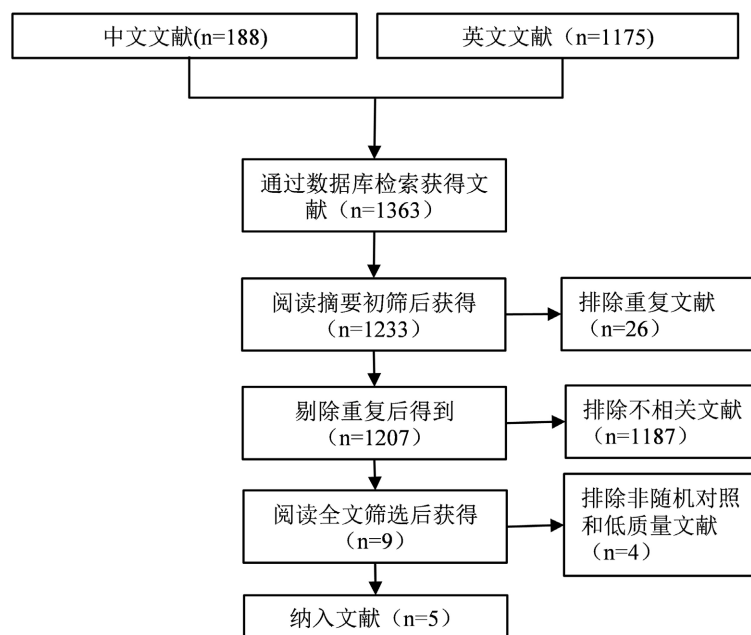 中文文献(n=188)
英文文献（n=1175)
通过数据库检索获得文
献（n=1363）
阅读摘要初筛后获得
（n=1233）
排除重复文献
（n=26）
剔除重复后得到
（n=1207）
排除不相关文献
（n=1187）
阅读全文筛选后获得
(n=9）
排除非随机对照
和低质量文献
（n=4）
纳入文献（n=5）